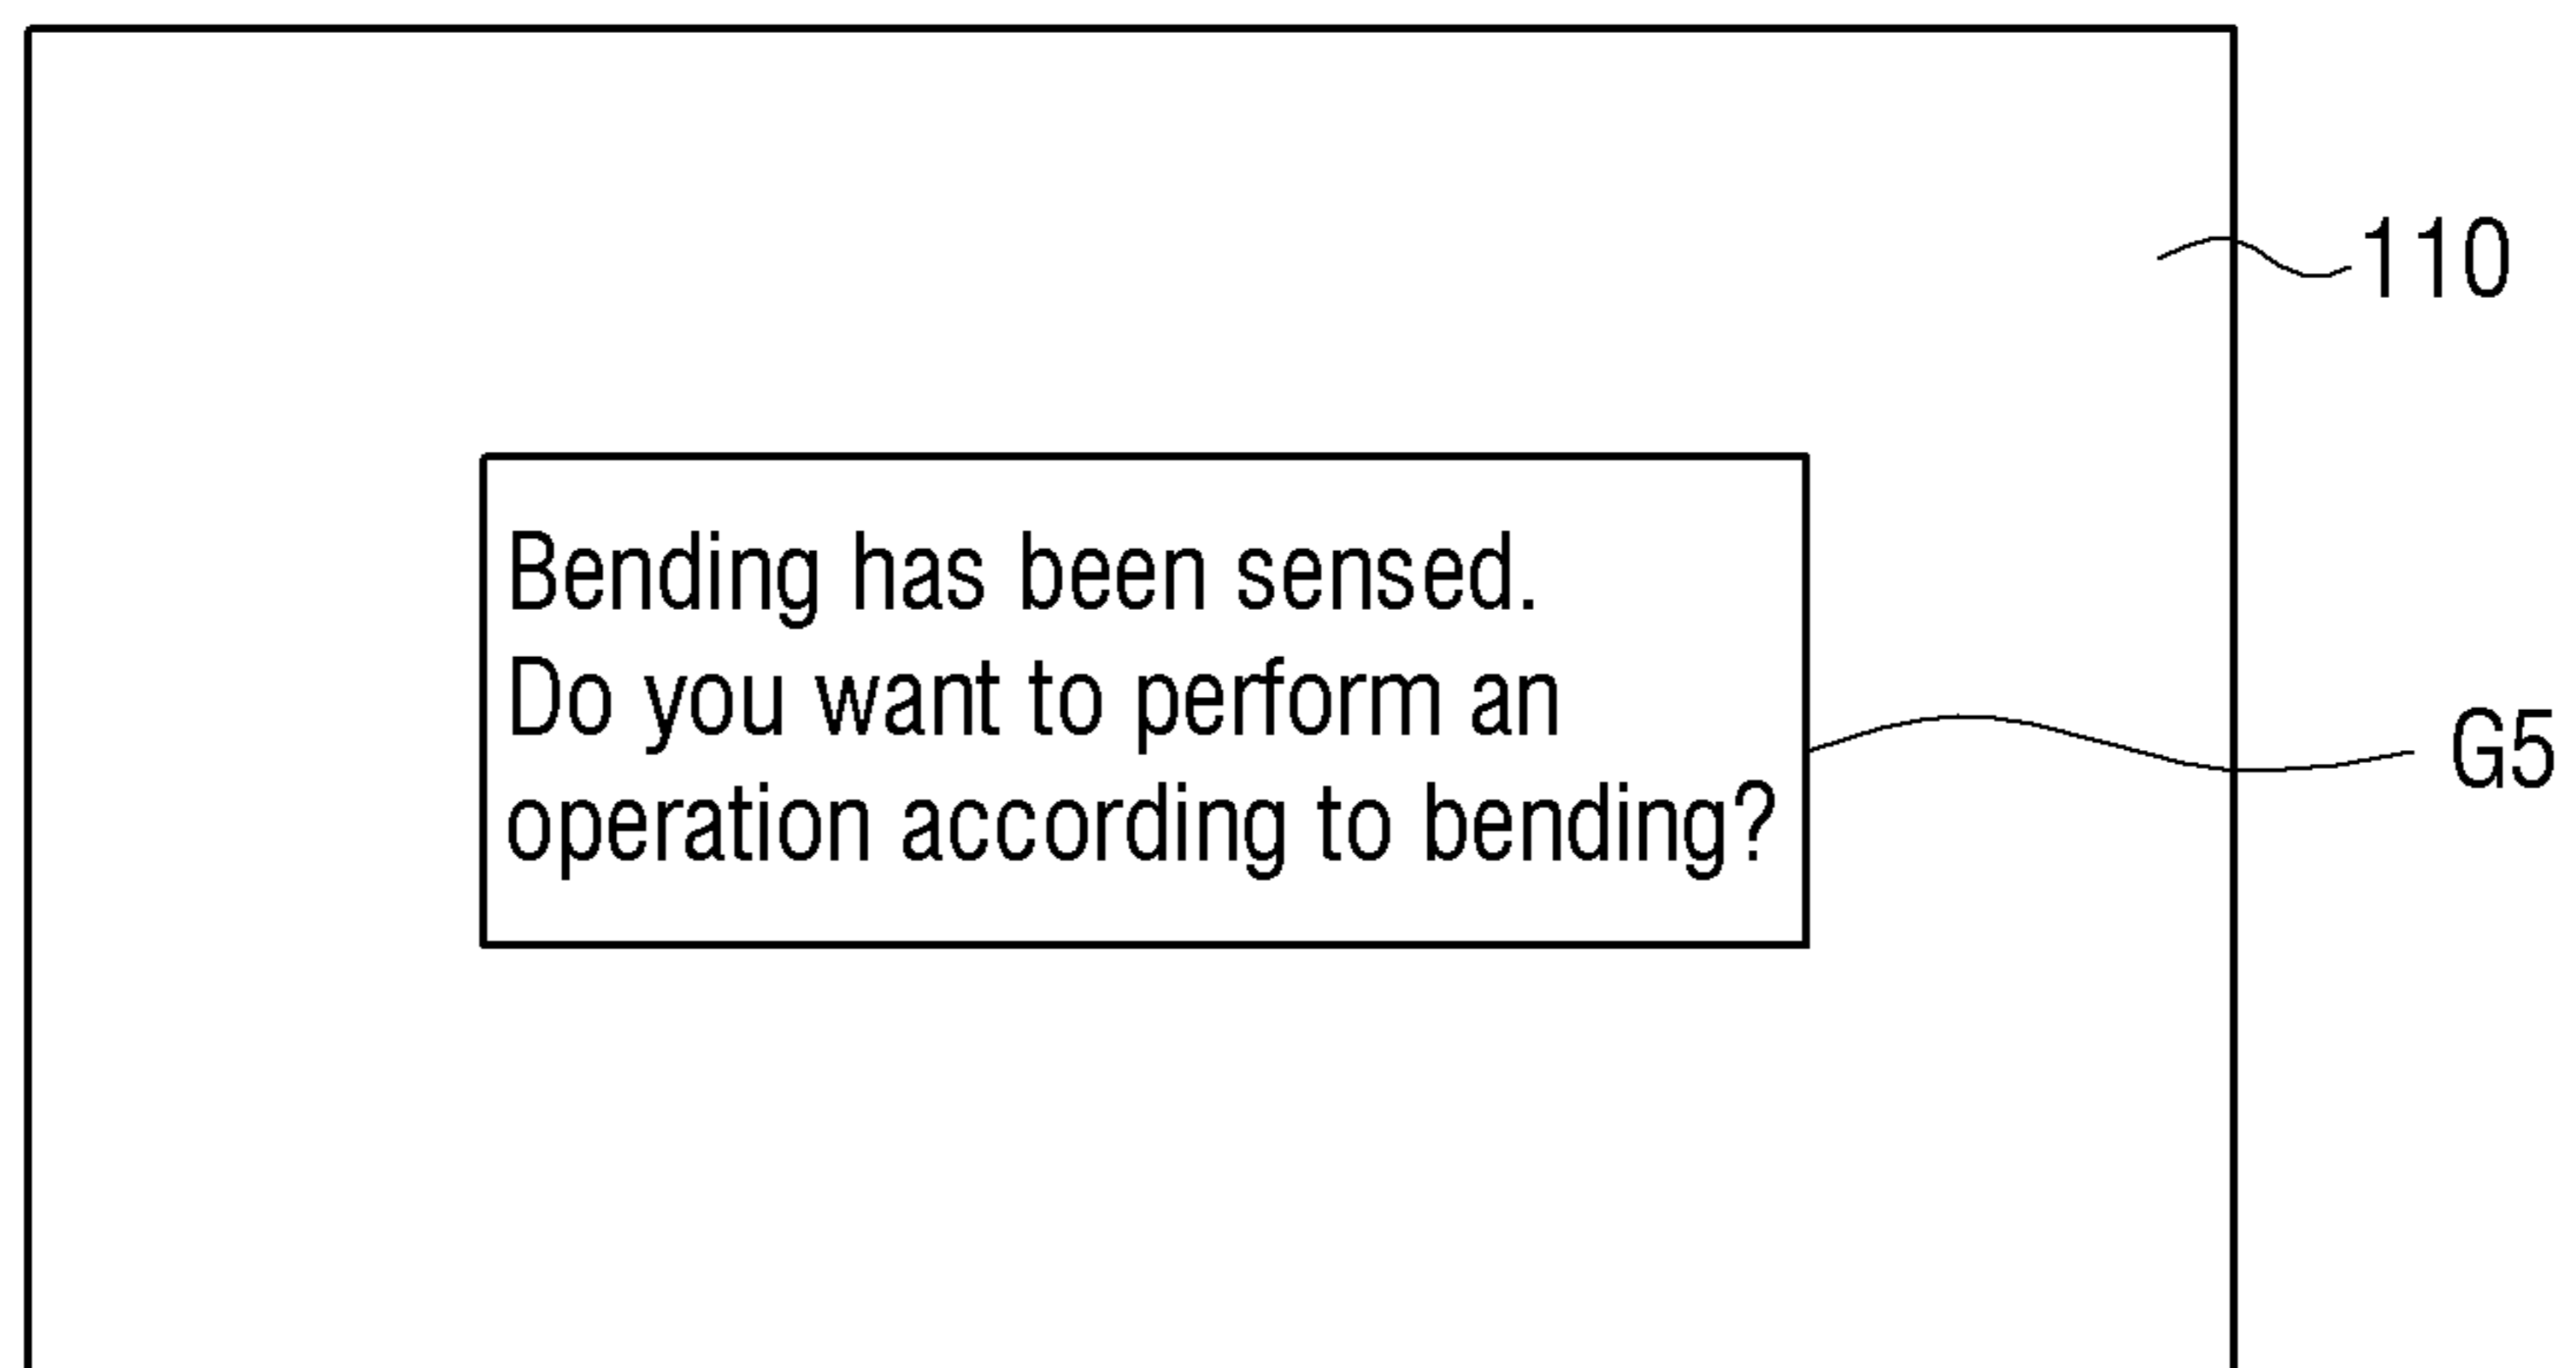 110
Bending has been sensed.
Do you want to perform an
operation according to bending?
G5